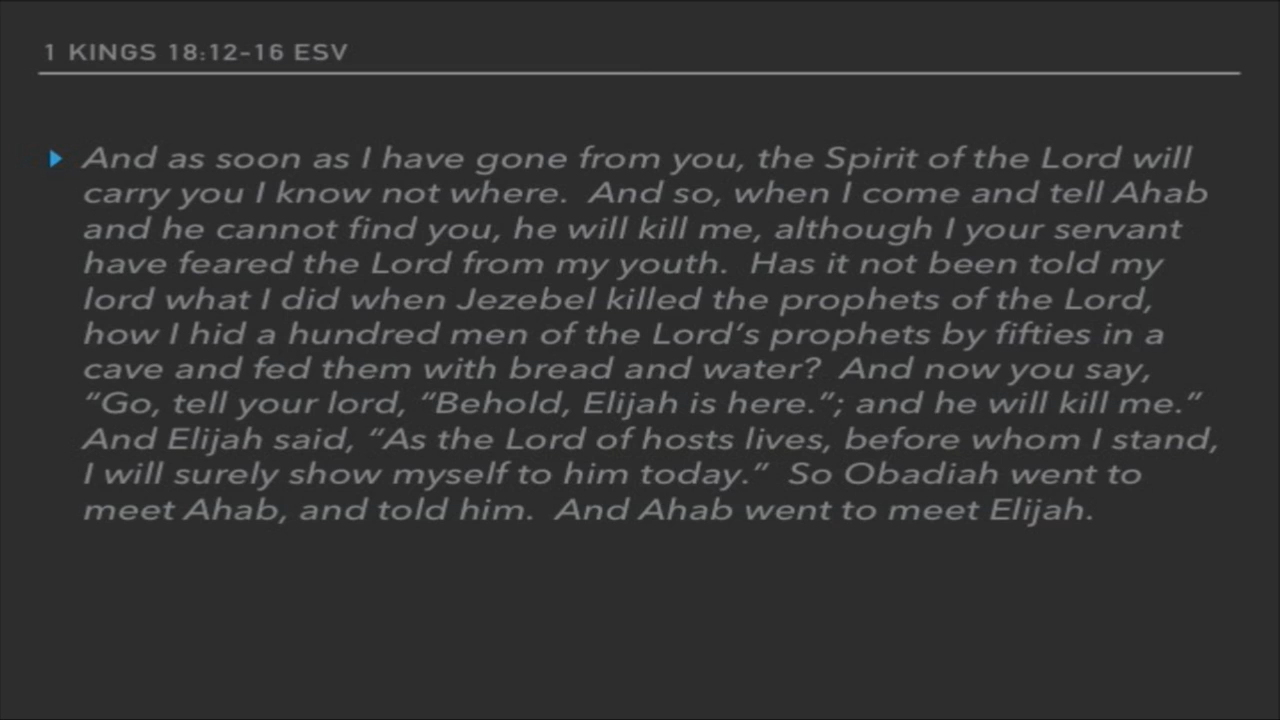 1 KINGS 18:12-16 ESV
And as soon as I have gone from you, the Spirit of the Lord will
carry you I know not where.  And so, when I come and tell Ahab
and he cannot find you, he will kill me, although I your servant
have feared the Lord from my youth.  Has it not been told my
lord what I did when Jezebel killed the prophets of the Lord,
how I hid a hundred men of the Lord’s prophets by fifties in a
cave and fed them with bread and water?  And now you say,
“Go, tell your lord, “Behold, Elijah is here.”; and he will kill me.”
And Elijah said, “As the Lord of hosts lives, before whom I stand,
I will surely show myself to him today.”  So Obadiah went to
meet Ahab, and told him.  And Ahab went to meet Elijah.